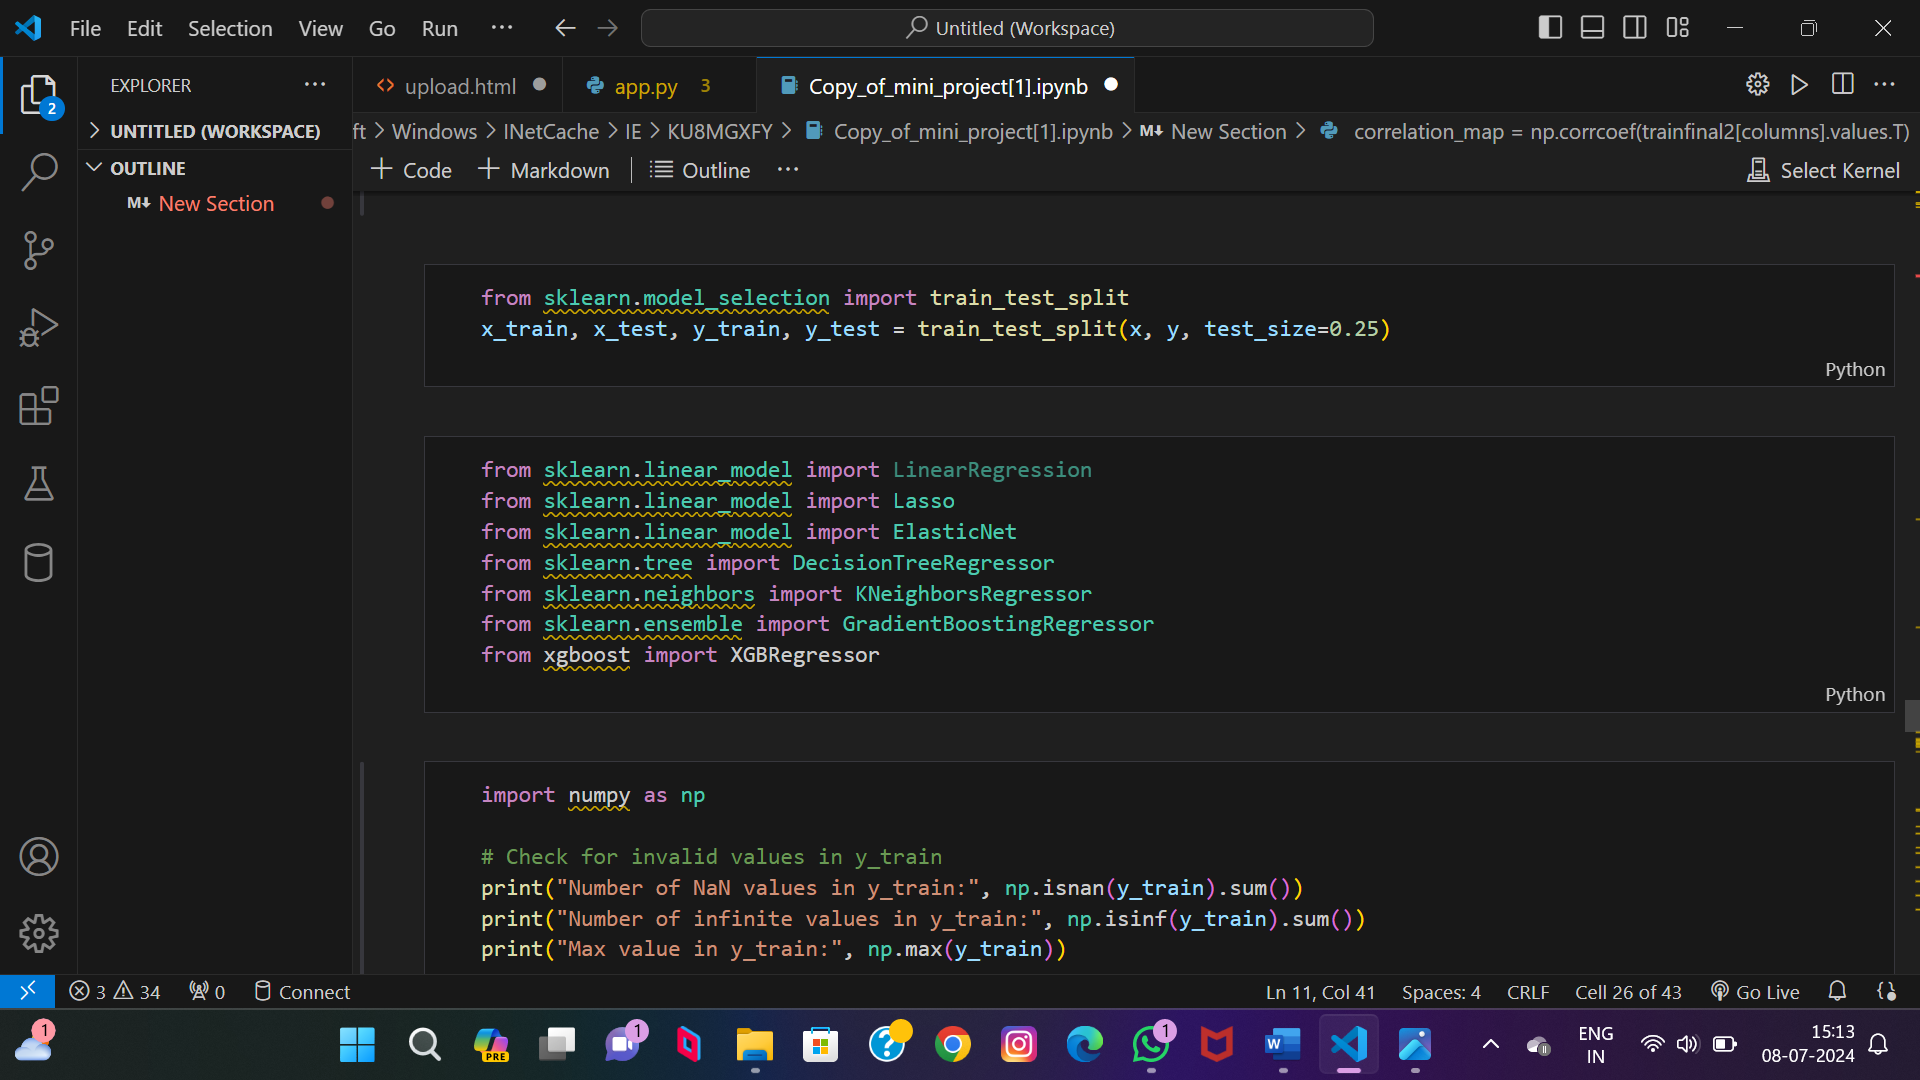 File Edit Selection View Go Run ··· Untitled (Workspace)
EXPLORER ···
upload.html
app.py 3
Copy_of_mini_project[1].ipynb
UNTITLED (WORKSPACE)
ft > Windows > INetCache > IE > KU8MGXFY > Copy_of_mini_project[1].ipynb > M↓ New Section > correlation_map = np.corrcoef(trainfinal2[columns].values.T)
OUTLINE
+ Code + Markdown | Outline ···
Select Kernel
M↓ New Section
2
from sklearn.model_selection import train_test_split
x_train, x_test, y_train, y_test = train_test_split(x, y, test_size=0.25)
Python
from sklearn.linear_model import LinearRegression
from sklearn.linear_model import Lasso
from sklearn.linear_model import ElasticNet
from sklearn.tree import DecisionTreeRegressor
from sklearn.neighbors import KNeighborsRegressor
from sklearn.ensemble import GradientBoostingRegressor
from xgboost import XGBRegressor
Python
import numpy as np
# Check for invalid values in y_train
print("Number of NaN values in y_train:", np.isnan(y_train).sum())
print("Number of infinite values in y_train:", np.isinf(y_train).sum())
print("Max value in y_train:", np.max(y_train))
3 34 0 Connect
Ln 11, Col 41 Spaces: 4 CRLF Cell 26 of 43 Go Live
1
PRE
1
1
W
ENG
IN
15:13
08-07-2024